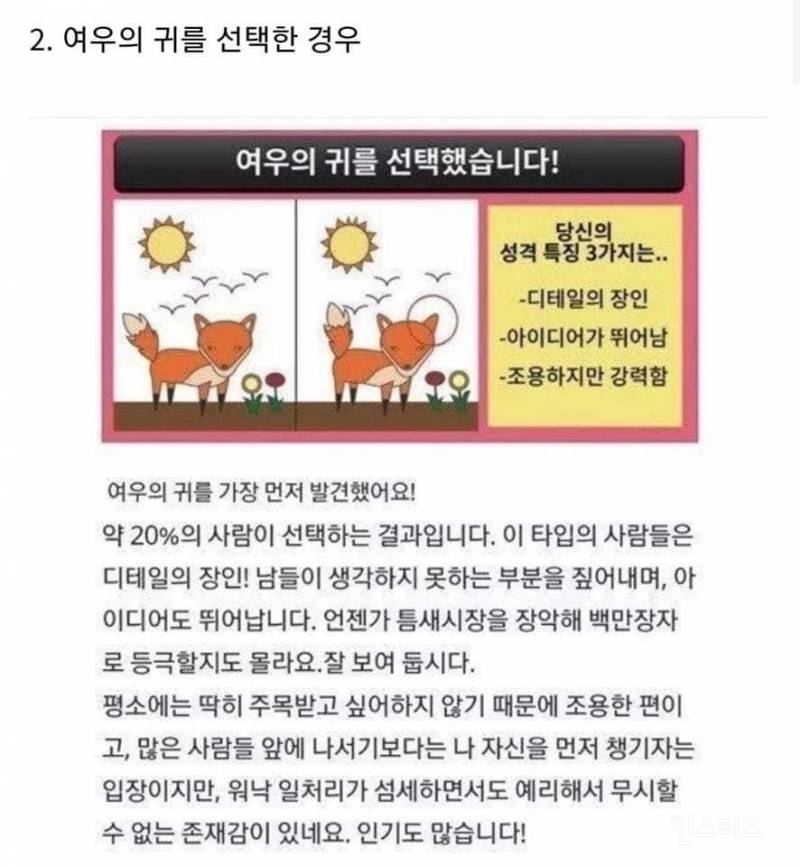 2. 여우의 귀를 선택한 경우
여우의 귀를 선택했습니다!
당신의
성격 특징 3가지는..
-디테일의 장인
-아이디어가 뛰어남
-조용하지만 강력함
여우의 귀를 가장 먼저 발견했어요!
약 20%의 사람이 선택하는 결과입니다. 이 타입의 사람들은
디테일의 장인! 남들이 생각하지 못하는 부분을 짚어내며, 아
이디어도 뛰어납니다. 언젠가 틈새시장을 장악해 백만장자
로 등극할지도 몰라요.잘 보여 둡시다.
평소에는 딱히 주목받고 싶어하지 않기 때문에 조용한 편이
고, 많은 사람들 앞에 나서기보다는 나 자신을 먼저 챙기자는
입장이지만, 워낙 일처리가 섬세하면서도 예리해서 무시할
수 없는 존재감이 있네요. 인기도 많습니다!
인스티즈